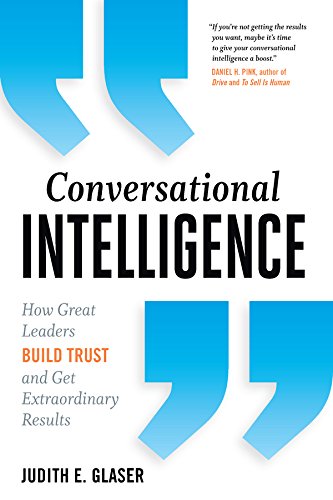 "If you're not getting the results
you want, maybe it's time
to give your conversational
intelligence a boost."
DANIEL H. PINK, author of
Drive and To Sell Is Human
Conversational
INTELLIGENCE
How Great
Leaders
BUILD TRUST
and Get
Extraordinary
Results
JUDITH E. GLASER